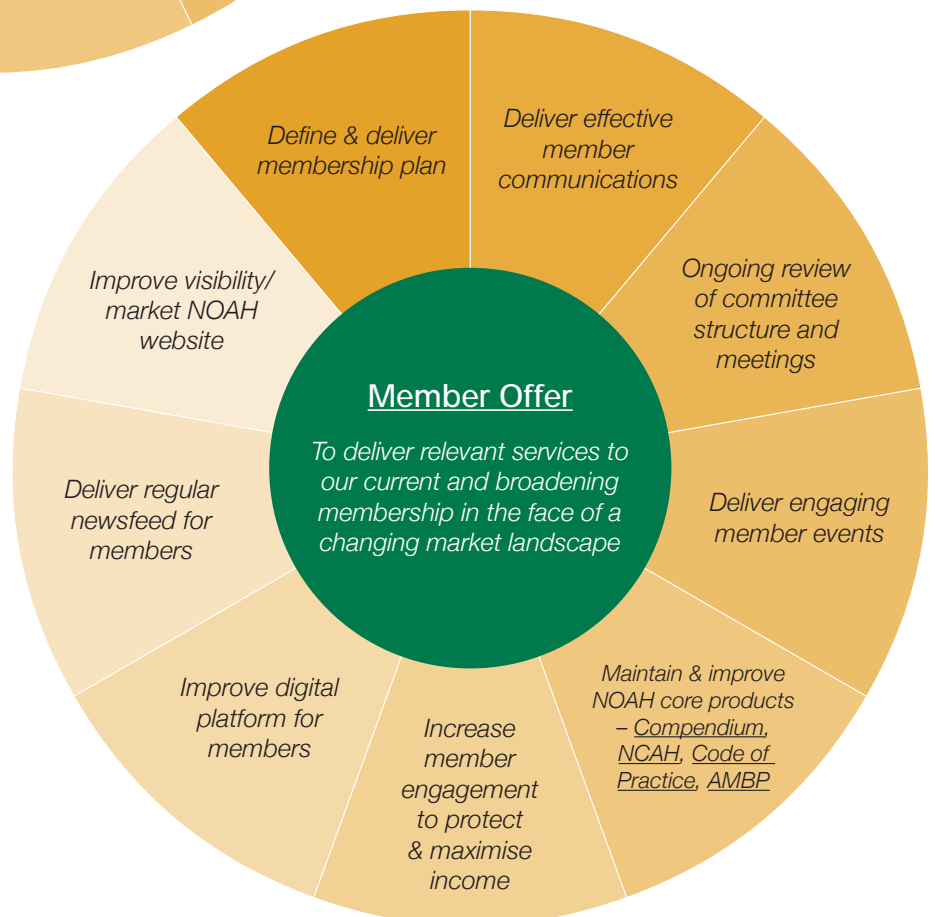 Define & deliver
membership plan
Deliver effective
member
communications
Ongoing review
of committee
structure and
meetings
Deliver engaging
member events
Maintain & improve
NOAH core products
– Compendium,
NCAH, Code of
Practice, AMBP
Increase
member
engagement
to protect
& maximise
income
Improve digital
platform for
members
Deliver regular
newsfeed for
members
Improve visibility/
market NOAH
website
Member Offer
To deliver relevant services to
our current and broadening
membership in the face of a
changing market landscape